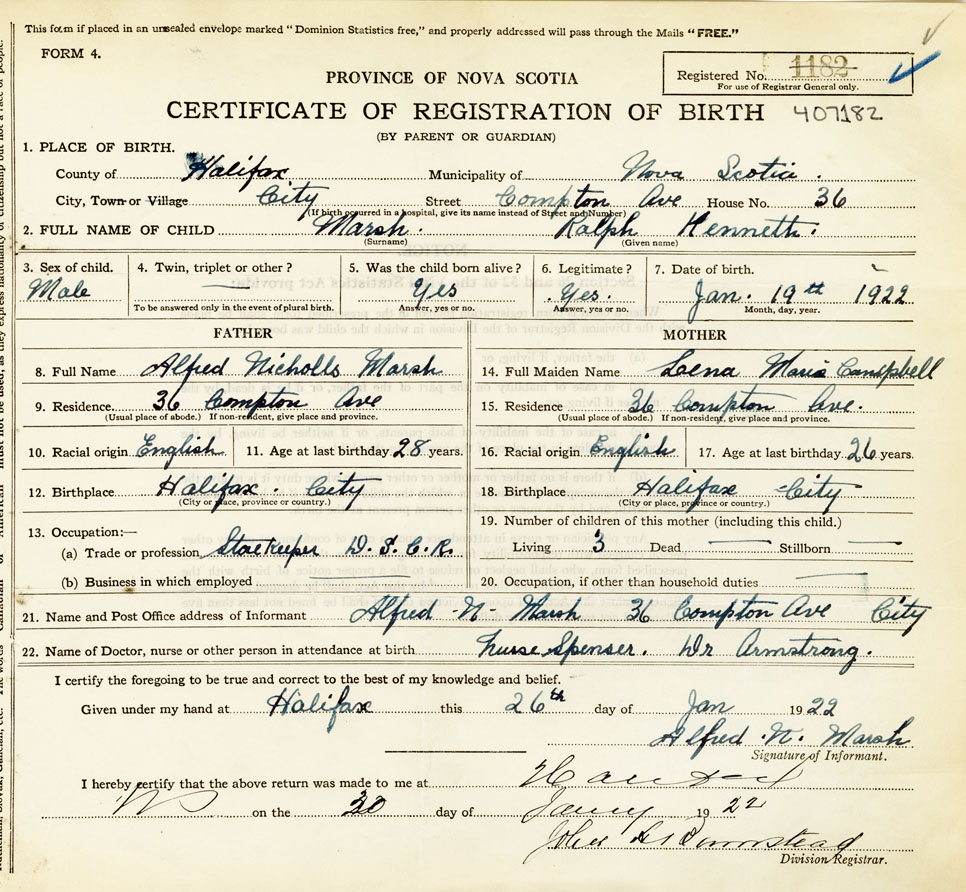 This form if placed in an unsealed envelope marked "Dominion Statistics free," and properly addressed will pass through the Mails "FREE."
FORM 4.
Registered No. 1182
For use of Registrar General only.
PROVINCE OF NOVA SCOTIA
CERTIFICATE OF REGISTRATION OF BIRTH 407182
(BY PARENT OR GUARDIAN)
1. PLACE OF BIRTH.
County of Halifax Municipality of Nova Scotia.
City, Town or Village City Street Compton Ave House No. 36
(If birth occurred in a hospital, give its name instead of Street and Number)
2. FULL NAME OF CHILD Marsh. Ralph Henneth.
(Surname) (Given name)
3. Sex of child. 4. Twin, triplet or other? 5. Was the child born alive? 6. Legitimate? 7. Date of birth.
Male — Yes Yes. Jan. 19th 1922
To be answered only in the event of plural birth. Answer, yes or no. Answer, yes or no. Month, day, year.
FATHER MOTHER
8. Full Name Alfred Nicholls Marsh 14. Full Maiden Name Lena Maria Campbell
9. Residence. 36 Compton Ave 15. Residence 36 Compton Ave.
(Usual place of abode.) If non-resident, give place and province. (Usual place of abode.) If non-resident, give place and province.
10. Racial origin English 11. Age at last birthday 28 years. 16. Racial origin English 17. Age at last birthday 26 years.
12. Birthplace Halifax. City 18. Birthplace Halifax City
(City or place, province or country.) (City or place, province or country.)
13. Occupation:— 19. Number of children of this mother (including this child.)
(a) Trade or profession Storekeeper D. S. C. R. Living 3 Dead — Stillborn —
(b) Business in which employed — 20. Occupation, if other than household duties —
21. Name and Post Office address of Informant Alfred N Marsh 36 Compton Ave City
22. Name of Doctor, nurse or other person in attendance at birth Nurse Spenser. Dr Armstrong.
I certify the foregoing to be true and correct to the best of my knowledge and belief.
Given under my hand at Halifax this 26th day of Jan 1922
Alfred N. Marsh
Signature of Informant.
I hereby certify that the above return was made to me at Halifax
NS on the 30 day of Jany 1922
John
Division Registrar.